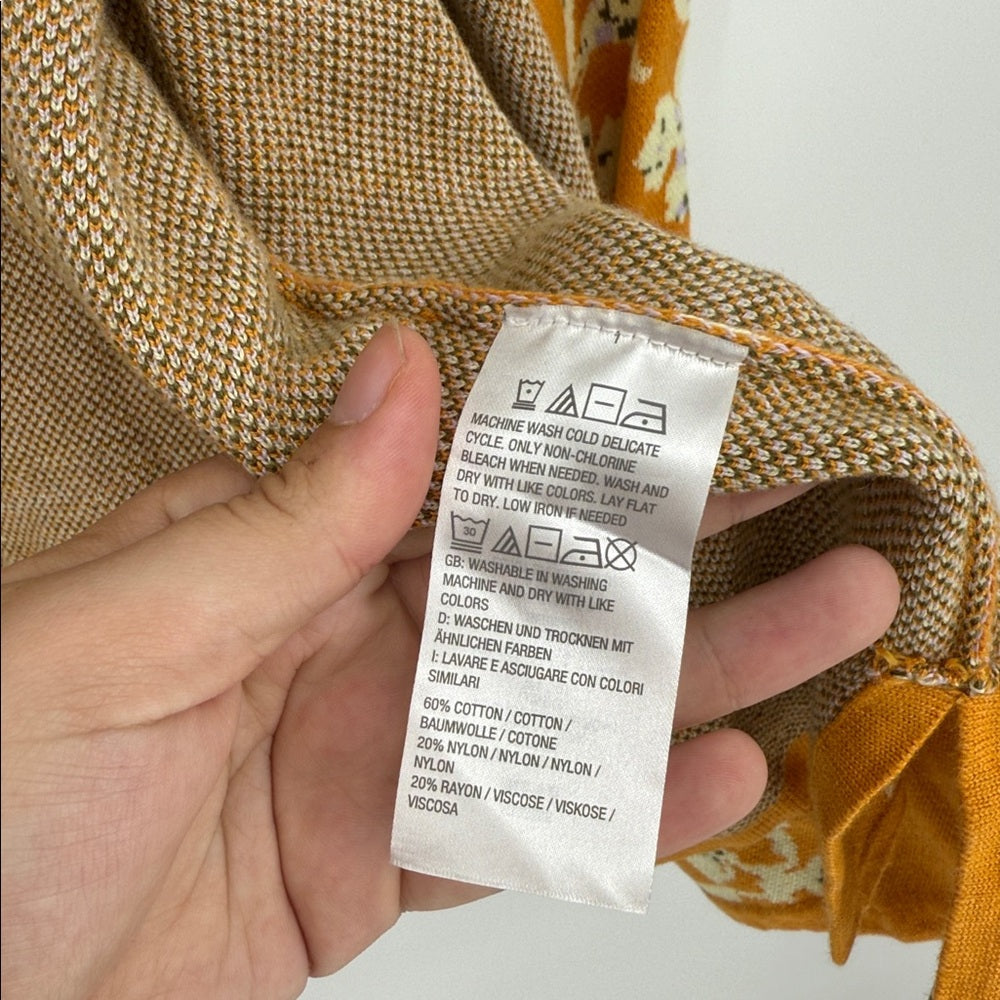 MACHINE WASH COLD DELICATE
CYCLE. ONLY NON-CHLORINE
BLEACH WHEN NEEDED. WASH AND
DRY WITH LIKE COLORS. LAY FLAT
TO DRY. LOW IRON IF NEEDED
30
GB: WASHABLE IN WASHING
MACHINE AND DRY WITH LIKE
COLORS
D: WASCHEN UND TROCKNEN MIT
ÄHNLICHEN FARBEN
I: LAVARE E ASCIUGARE CON COLORI
SIMILARI
60% COTTON / COTTON /
BAUMWOLLE / COTONE
20% NYLON / NYLON / NYLON /
NYLON
20% RAYON / VISCOSE / VISKOSE /
VISCOSA